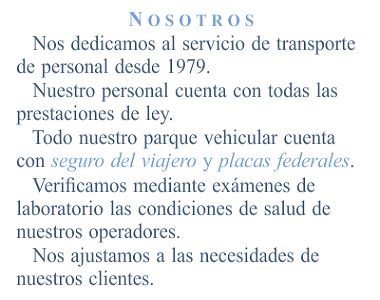 NOSOTROS
Nos dedicamos al servicio de transporte
de personal desde 1979.
Nuestro personal cuenta con todas las
prestaciones de ley.
Todo nuestro parque vehicular cuenta
con seguro del viajero y placas federales.
Verificamos mediante exámenes de
laboratorio las condiciones de salud de
nuestros operadores.
Nos ajustamos a las necesidades de
nuestros clientes.